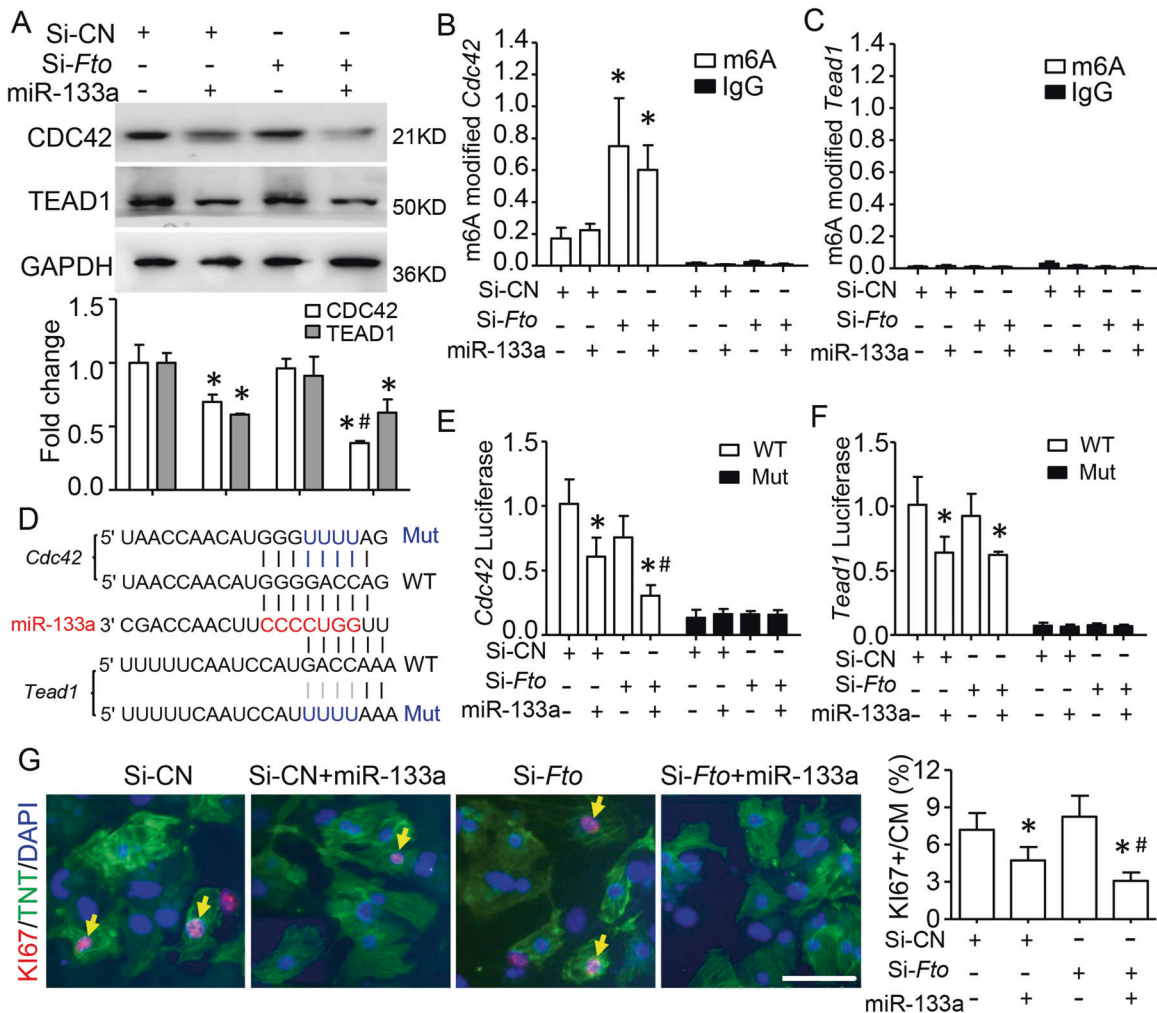 A
Si-CN + + - -
Si-Fto - - + +
miR-133a - + - +
CDC42 21KD
TEAD1 50KD
GAPDH 36KD
Fold change
1.5
1.0
0.5
0.0
CDC42
TEAD1
* * * # *
B
m6A modified Cdc42
1.4
1.2
1.0
0.8
0.6
0.4
0.2
0.0
m6A
IgG
* *
Si-CN + + - - + + - -
Si-Fto - - + + - - + +
miR-133a - + - + - + - +
C
m6A modified Tead1
1.4
1.2
1.0
0.8
0.6
0.4
0.2
0.0
m6A
IgG
Si-CN + + - - + + - -
Si-Fto - - + + - - + +
miR-133a - + - + - + - +
D
Cdc42
5' UAACCAACAUGGGUUUUAG Mut
5' UAACCAACAUGGGGACCAG WT
miR-133a 3' CGACCAACUUCCCCUGGUU
Tead1
5' UUUUUCAAUCCAUGACCAAA WT
5' UUUUUCAAUCCAUUUUUAAA Mut
E
Cdc42 Luciferase
1.5
1.0
0.5
0.0
WT
Mut
* * #
Si-CN + + - - + + - -
Si-Fto - - + + - - + +
miR-133a - + - + - + - +
F
Tead1 Luciferase
1.5
1.0
0.5
0.0
WT
Mut
* *
Si-CN + + - - + + - -
Si-Fto - - + + - - + +
miR-133a - + - + - + - +
G
Si-CN
Si-CN+miR-133a
Si-Fto
Si-Fto+miR-133a
KI67/TNT/DAPI
KI67+/CM (%)
12
9
6
3
0
* * #
Si-CN + + - -
Si-Fto - - + +
miR-133a - + - +